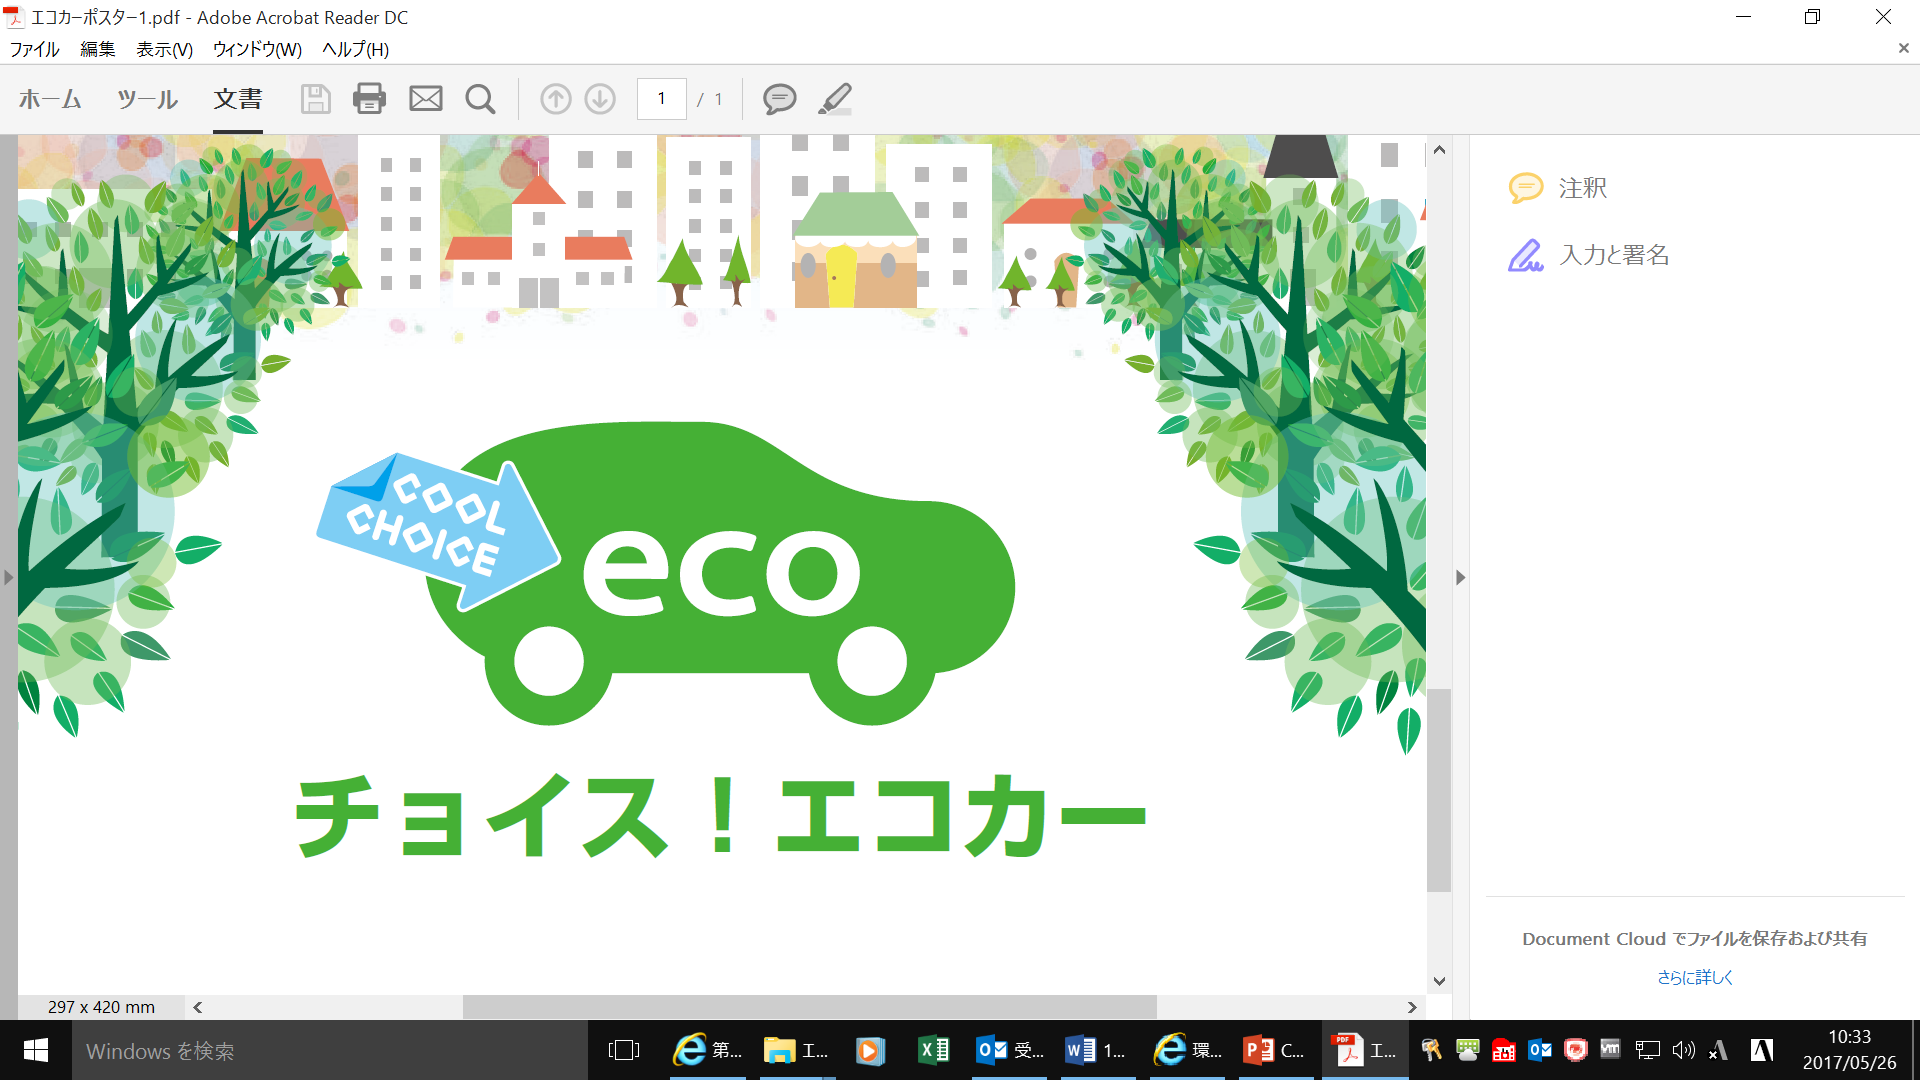 エコカーポスター1.pdf - Adobe Acrobat Reader DC
ファイル 編集 表示(V) ウィンドウ(W) ヘルプ(H)
ホーム ツール 文書 1 / 1
注釈
入力と署名
COOL
CHOICE
eco
チョイス！エコカー
Document Cloud でファイルを保存および共有
さらに詳しく
297 x 420 mm
Windows を検索
第... エ... 受... 1... 環... C... エ...
10:33
2017/05/26